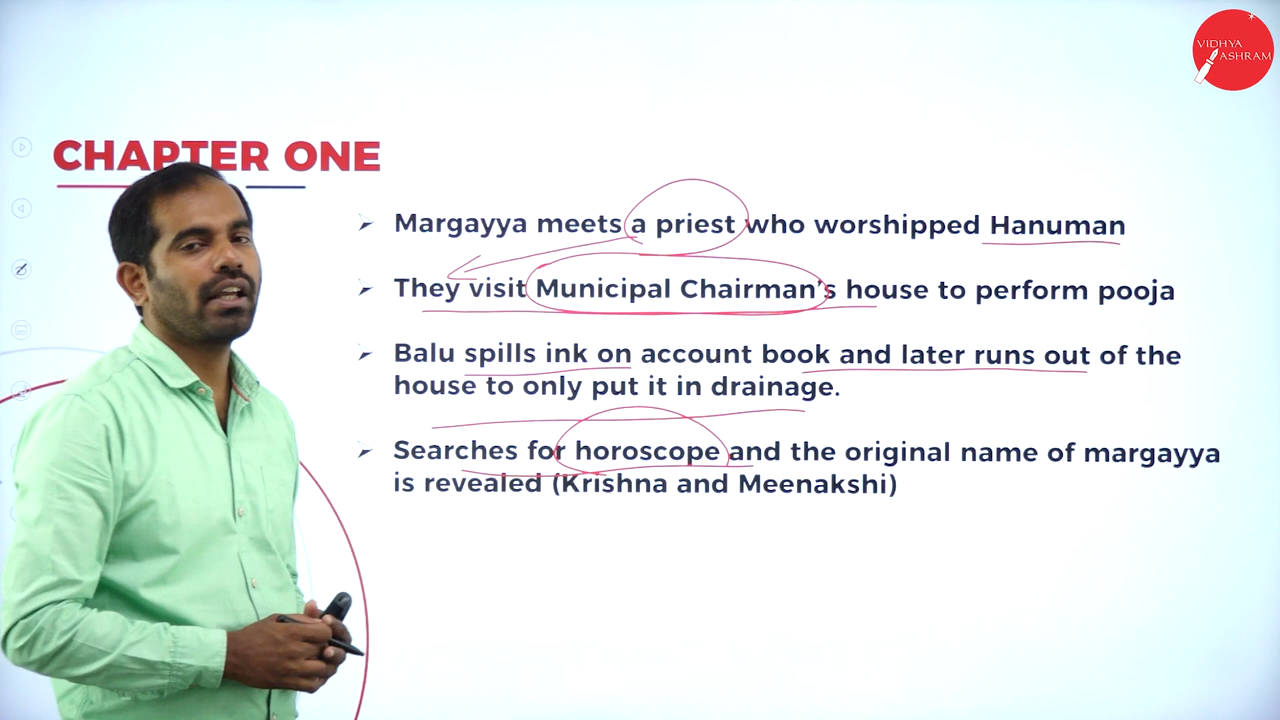 VIDHYA
ASHRAM
CHAPTER ONE
Margayya meets a priest who worshipped Hanuman
They visit Municipal Chairman's house to perform pooja
Balu spills ink on account book and later runs out of the
house to only put it in drainage.
Searches for horoscope and the original name of margayya
is revealed (Krishna and Meenakshi)